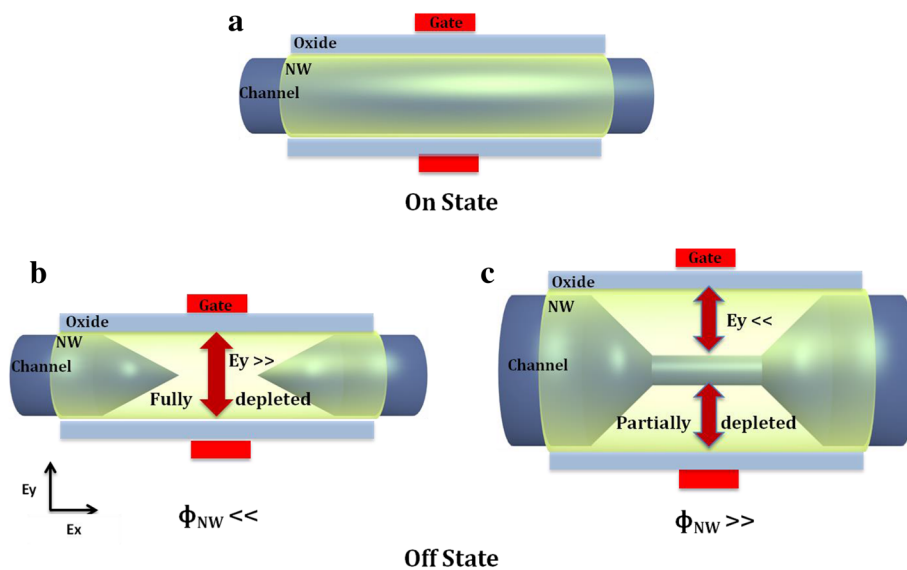 a
Gate
Oxide
NW
Channel
On State
b
Gate
Oxide
NW
Channel
Ey >>
Fully depleted
Ey
Ex
ΦNW <<
c
Gate
Oxide
NW
Ey <<
Channel
Partially depleted
ΦNW >>
Off State